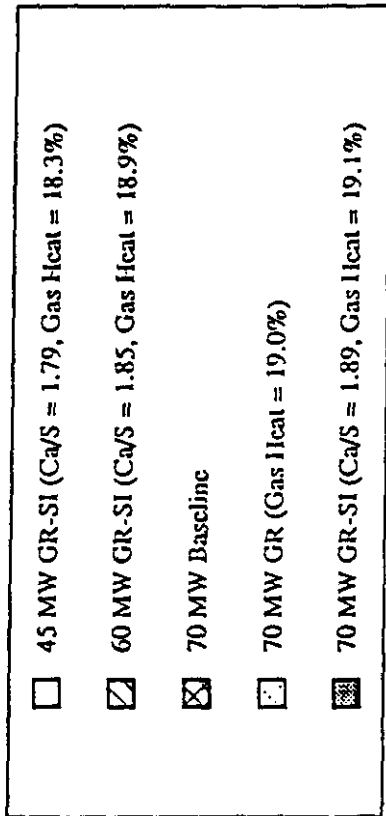 45 MW GR-SI (Ca/S = 1.79, Gas Heat = 18.3%)
60 MW GR-SI (Ca/S = 1.85, Gas Heat = 18.9%)
70 MW Baseline
70 MW GR (Gas Heat = 19.0%)
70 MW GR-SI (Ca/S = 1.89, Gas Heat = 19.1%)